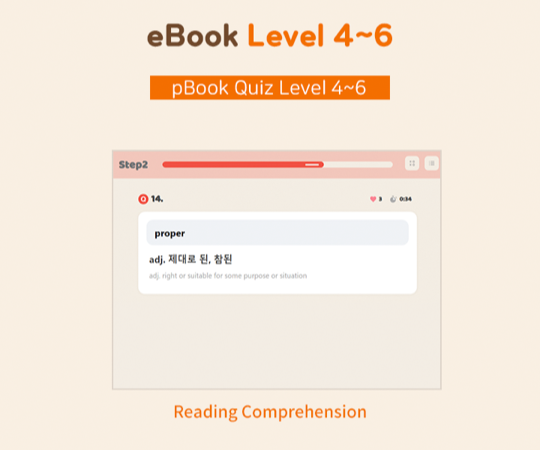 eBook Level 4~6
pBook Quiz Level 4~6
Step2
14.
3 0:34
proper
adj. 제대로 된, 참된
adj. right or suitable for some purpose or situation
Reading Comprehension